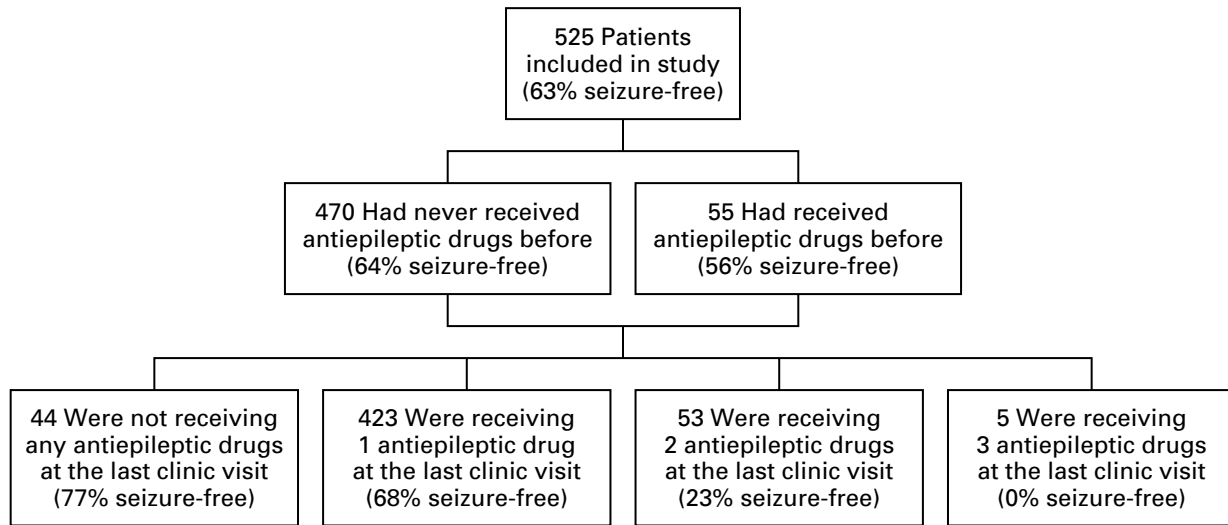 525 Patients
included in study
(63% seizure-free)
470 Had never received
antiepileptic drugs before
(64% seizure-free)
55 Had received
antiepileptic drugs before
(56% seizure-free)
44 Were not receiving
any antiepileptic drugs
at the last clinic visit
(77% seizure-free)
423 Were receiving
1 antiepileptic drug
at the last clinic visit
(68% seizure-free)
53 Were receiving
2 antiepileptic drugs
at the last clinic visit
(23% seizure-free)
5 Were receiving
3 antiepileptic drugs
at the last clinic visit
(0% seizure-free)